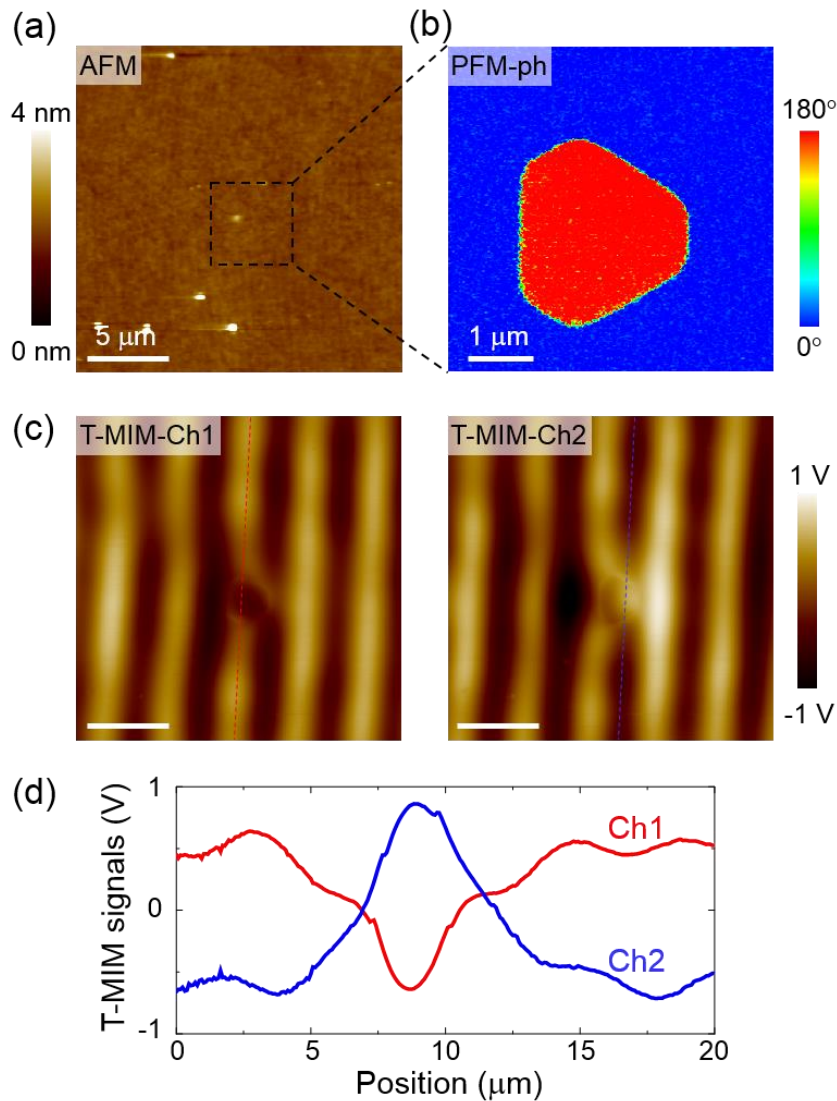 (a)
(b)
AFM
PFM-ph
4 nm
180°
0 nm
5 μm
1 μm
0°
(c)
T-MIM-Ch1
T-MIM-Ch2
1 V
-1 V
(d)
T-MIM signals (V)
1
0
-1
Ch1
Ch2
0
5
10
15
20
Position (μm)